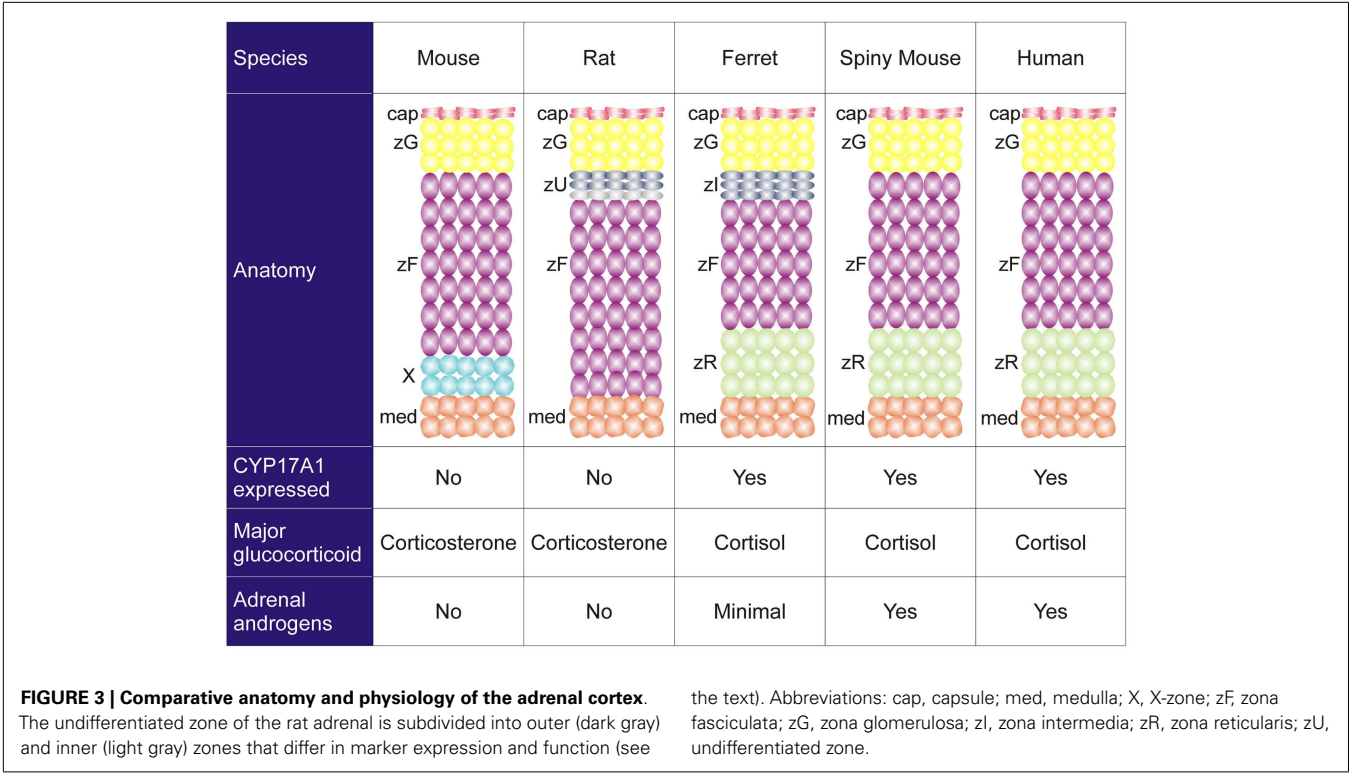 Species Mouse Rat Ferret Spiny Mouse Human
Anatomy
cap cap cap cap cap
zG zG zG zG zG
zU zI
zF zF zF zF zF
X zR zR zR
med med med med med
CYP17A1
expressed
No No Yes Yes Yes
Major
glucocorticoid
Corticosterone Corticosterone Cortisol Cortisol Cortisol
Adrenal
androgens
No No Minimal Yes Yes
FIGURE 3 | Comparative anatomy and physiology of the adrenal cortex.
The undifferentiated zone of the rat adrenal is subdivided into outer (dark gray)
and inner (light gray) zones that differ in marker expression and function (see
the text). Abbreviations: cap, capsule; med, medulla; X, X-zone; zF, zona
fasciculata; zG, zona glomerulosa; zI, zona intermedia; zR, zona reticularis; zU,
undifferentiated zone.